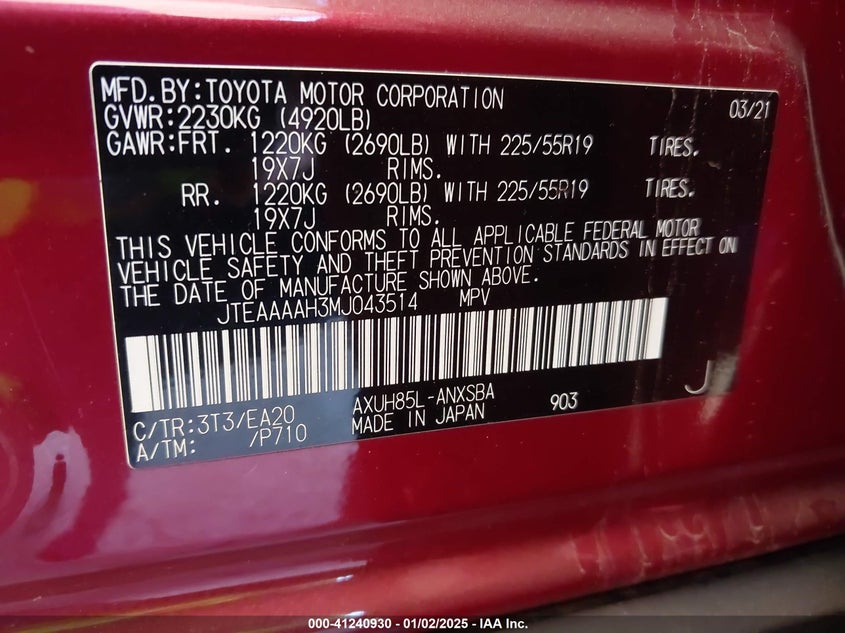 MFD.BY:TOYOTA MOTOR CORPORATION 03/21
GVWR:2230KG (4920LB)
GAWR:FRT. 1220KG (2690LB) WITH 225/55R19 TIRES.
19X7J RIMS.
RR. 1220KG (2690LB) WITH 225/55R19 TIRES.
19X7J RIMS.
THIS VEHICLE CONFORMS TO ALL APPLICABLE FEDERAL MOTOR
VEHICLE SAFETY AND THEFT PREVENTION STANDARDS IN EFFECT ON
THE DATE OF MANUFACTURE SHOWN ABOVE.
JTEAAAAH3MJ043514 MPV
C/TR:3T3/EA20 AXUH85L-ANXSBA 903
A/TM: /P710 MADE IN JAPAN
000-41240930 — 01/02/2025 — © IAA Inc.